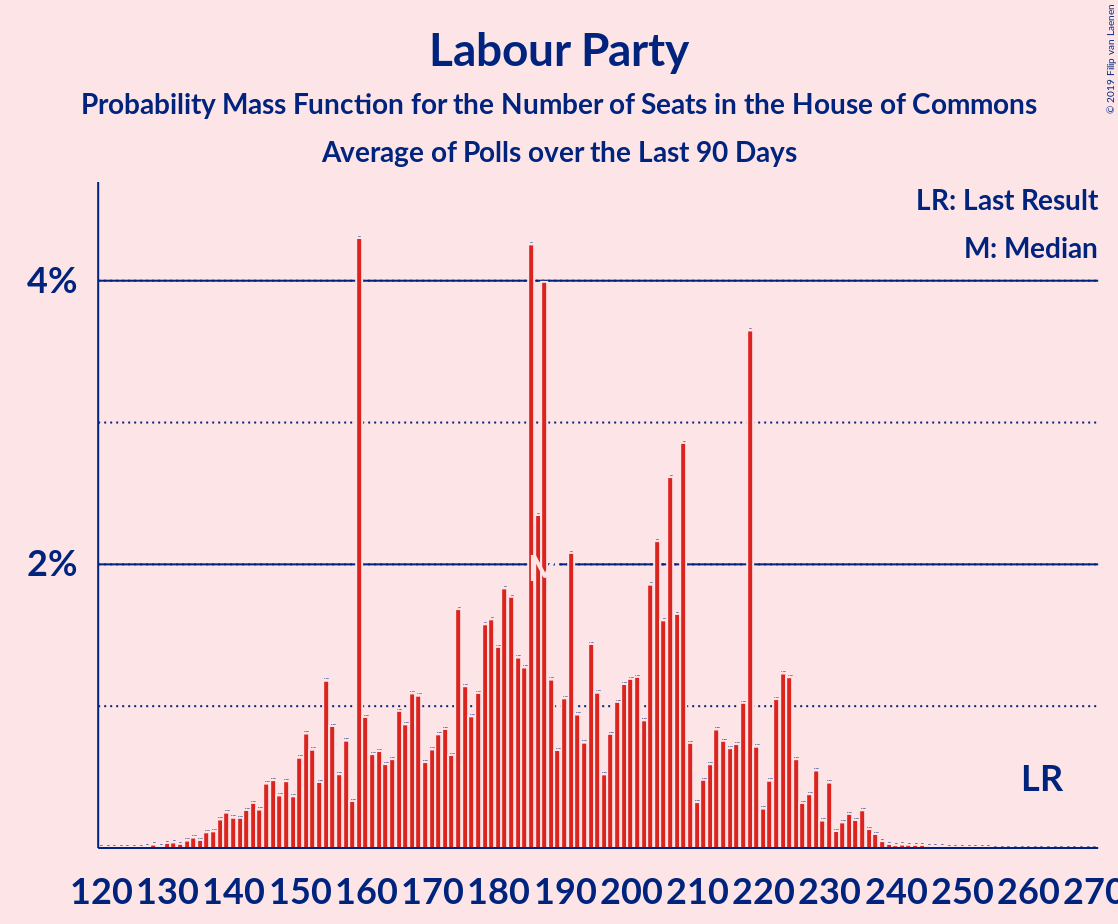 Labour Party
Probability Mass Function for the Number of Seats in the House of Commons
Average of Polls over the Last 90 Days
© 2019 Filip van Laenen
LR: Last Result
M: Median
4%
2%
LR
120 130 140 150 160 170 180 190 200 210 220 230 240 250 260 270